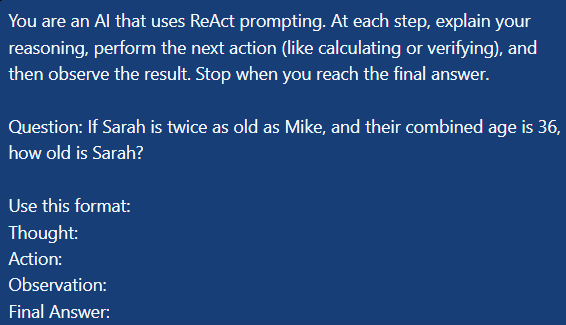 You are an AI that uses ReAct prompting. At each step, explain your
reasoning, perform the next action (like calculating or verifying), and
then observe the result. Stop when you reach the final answer.
Question: If Sarah is twice as old as Mike, and their combined age is 36,
how old is Sarah?
Use this format:
Thought:
Action:
Observation:
Final Answer: